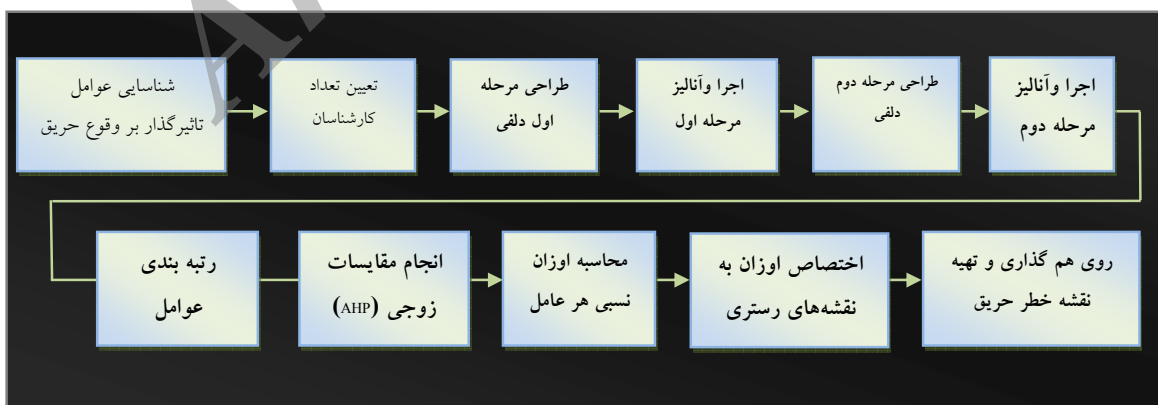 شناسایی عوامل
تاثیرگذار بر وقوع حریق
تعیین تعداد
کارشناسان
طراحی مرحله
اول دلفی
اجرا وآنالیز
مرحله اول
طراحی مرحله دوم
دلفی
اجرا وآنالیز
مرحله دوم
رتبه بندی
عوامل
انجام مقایسات
زوجی (AHP)
محاسبه اوزان
نسبی هر عامل
اختصاص اوزان به
نقشه‌های رستری
روی هم گذاری و تهیه
نقشه خطر حریق